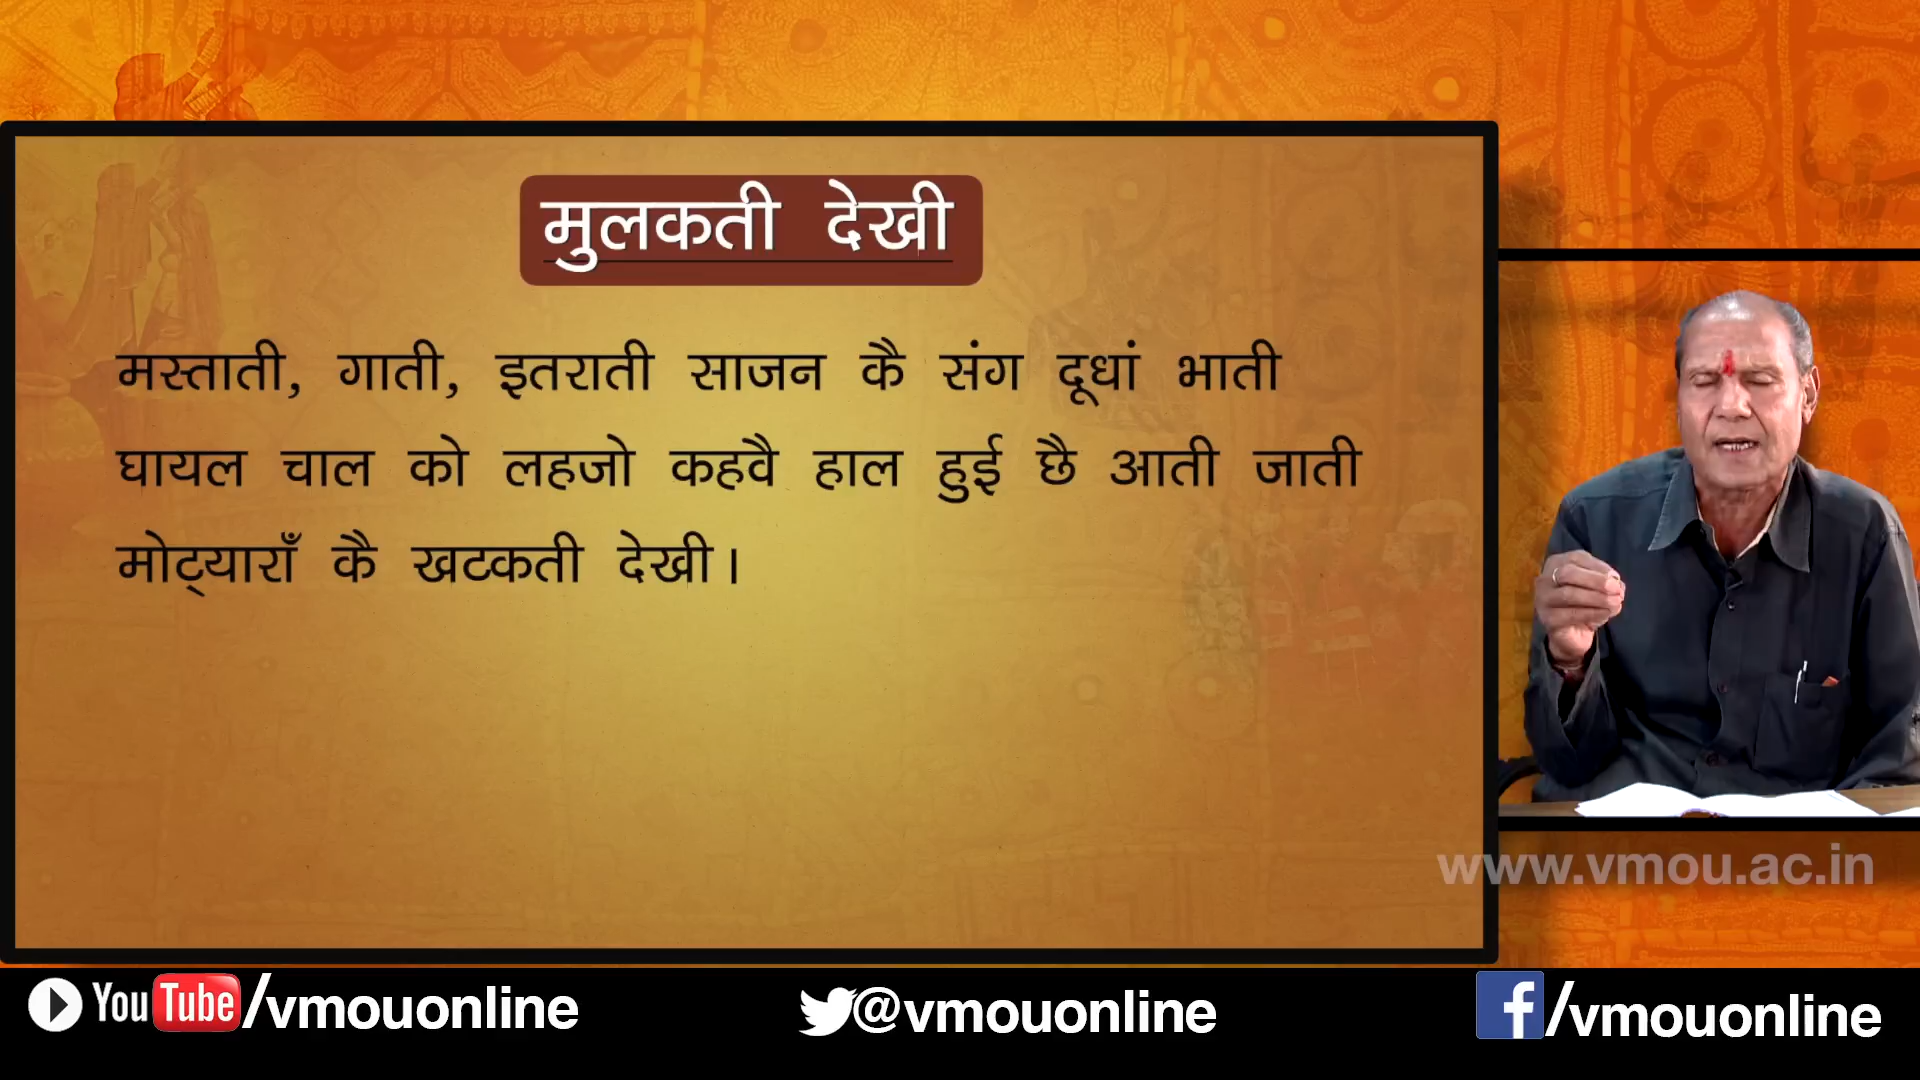 मुलकती देखी
मस्ताती, गाती, इतराती साजन कै संग दूधां भाती
घायल चाल को लहजो कहवै हाल हुई छै आती जाती
मोट्याराँ कै खटकती देखी।
www.vmou.ac.in
YouTube/vmouonline
@vmouonline
f/vmouonline